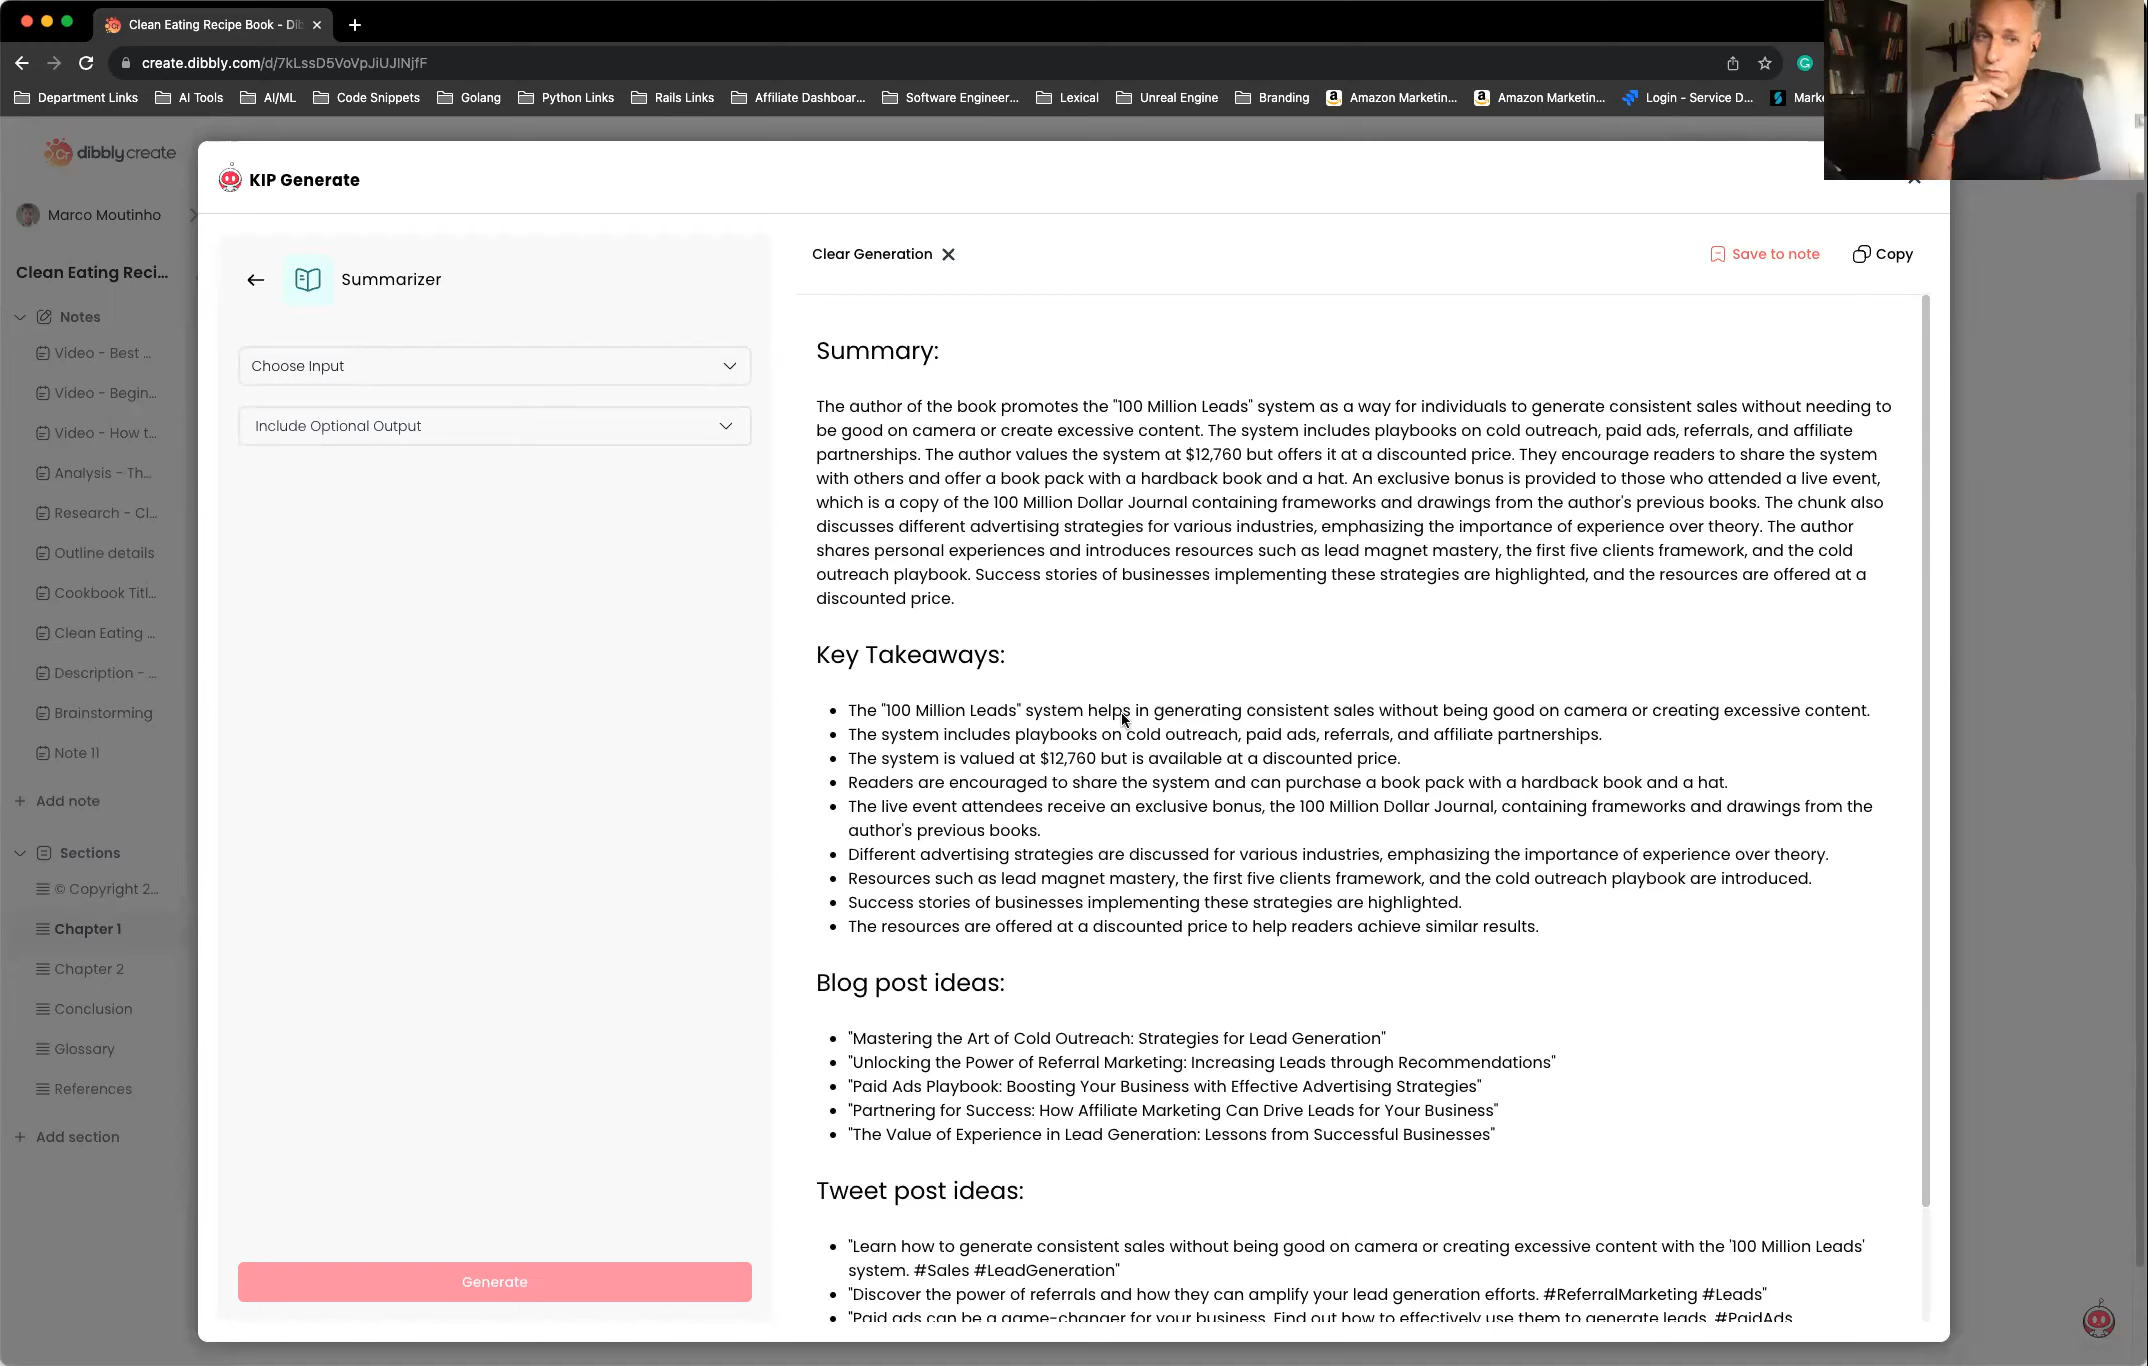 Clean Eating Recipe Book - Dib
create.dibbly.com/d/7kLssD5VoVpJiUJlNjfF
Department Links AI Tools AI/ML Code Snippets Golang Python Links Rails Links Affiliate Dashboar... Software Engineer... Lexical Unreal Engine Branding Amazon Marketin... Amazon Marketin... Login - Service D... Marke
dibblycreate
Marco Moutinho
Clean Eating Reci...
Notes
Video - Best ...
Video - Begin...
Video - How t...
Analysis - Th...
Research - Cl...
Outline details
Cookbook Titl...
Clean Eating ...
Description - ...
Brainstorming
Note 11
+ Add note
Sections
© Copyright 2...
Chapter 1
Chapter 2
Conclusion
Glossary
References
+ Add section
KIP Generate
Summarizer
Choose Input
Include Optional Output
Generate
Clear Generation
Save to note
Copy
Summary:
The author of the book promotes the "100 Million Leads" system as a way for individuals to generate consistent sales without needing to
be good on camera or create excessive content. The system includes playbooks on cold outreach, paid ads, referrals, and affiliate
partnerships. The author values the system at $12,760 but offers it at a discounted price. They encourage readers to share the system
with others and offer a book pack with a hardback book and a hat. An exclusive bonus is provided to those who attended a live event,
which is a copy of the 100 Million Dollar Journal containing frameworks and drawings from the author's previous books. The chunk also
discusses different advertising strategies for various industries, emphasizing the importance of experience over theory. The author
shares personal experiences and introduces resources such as lead magnet mastery, the first five clients framework, and the cold
outreach playbook. Success stories of businesses implementing these strategies are highlighted, and the resources are offered at a
discounted price.
Key Takeaways:
• The "100 Million Leads" system helps in generating consistent sales without being good on camera or creating excessive content.
• The system includes playbooks on cold outreach, paid ads, referrals, and affiliate partnerships.
• The system is valued at $12,760 but is available at a discounted price.
• Readers are encouraged to share the system and can purchase a book pack with a hardback book and a hat.
• The live event attendees receive an exclusive bonus, the 100 Million Dollar Journal, containing frameworks and drawings from the
author's previous books.
• Different advertising strategies are discussed for various industries, emphasizing the importance of experience over theory.
• Resources such as lead magnet mastery, the first five clients framework, and the cold outreach playbook are introduced.
• Success stories of businesses implementing these strategies are highlighted.
• The resources are offered at a discounted price to help readers achieve similar results.
Blog post ideas:
• "Mastering the Art of Cold Outreach: Strategies for Lead Generation"
• "Unlocking the Power of Referral Marketing: Increasing Leads through Recommendations"
• "Paid Ads Playbook: Boosting Your Business with Effective Advertising Strategies"
• "Partnering for Success: How Affiliate Marketing Can Drive Leads for Your Business"
• "The Value of Experience in Lead Generation: Lessons from Successful Businesses"
Tweet post ideas:
• "Learn how to generate consistent sales without being good on camera or creating excessive content with the '100 Million Leads'
system. #Sales #LeadGeneration"
• "Discover the power of referrals and how they can amplify your lead generation efforts. #ReferralMarketing #Leads"
• "Paid ads can be a game-changer for your business. Find out how to effectively use them to generate leads. #PaidAds